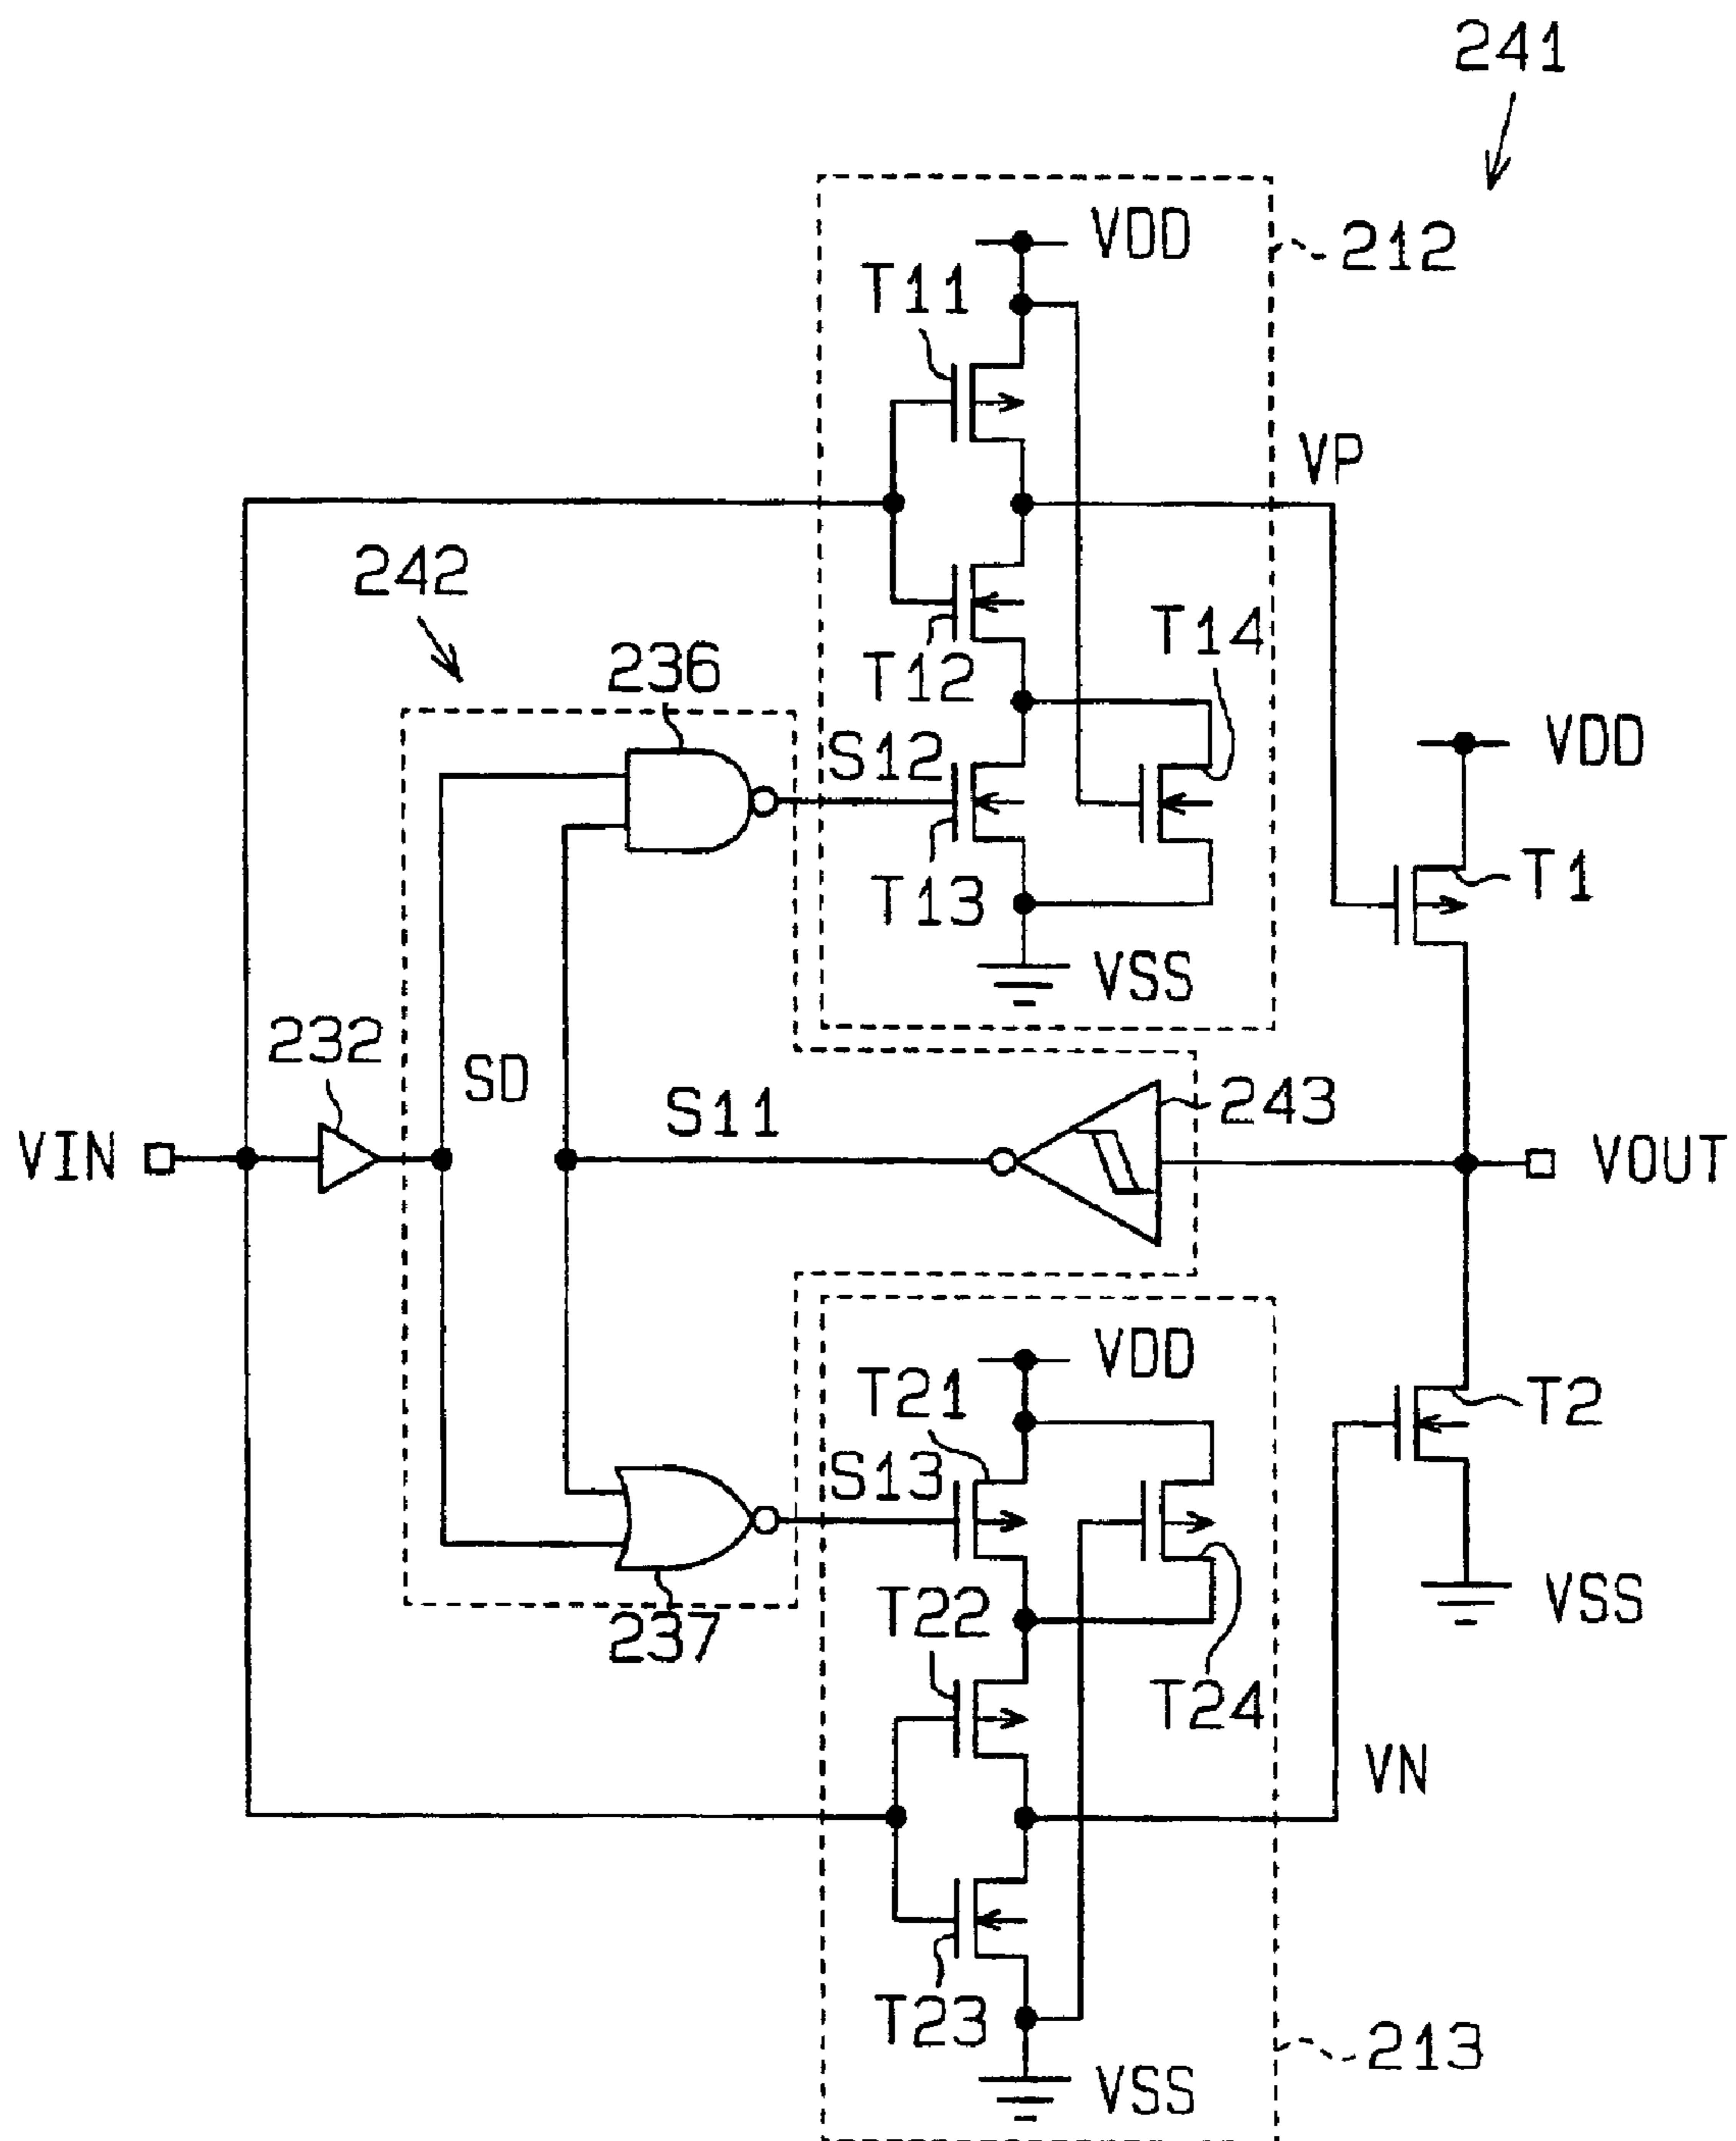 241
VDD
212
T11
VP
242
T14
236
T12
S12
VDD
T13
T1
VSS
232
SD
S11
243
VIN
VOUT
VDD
T21
T2
S13
T22
VSS
237
T24
VN
T23
213
VSS